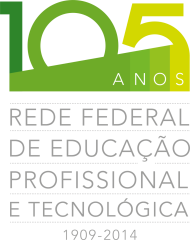 105
ANOS
REDE FEDERAL
DE EDUCAÇÃO
PROFISSIONAL
E TECNOLÓGICA
1909-2014